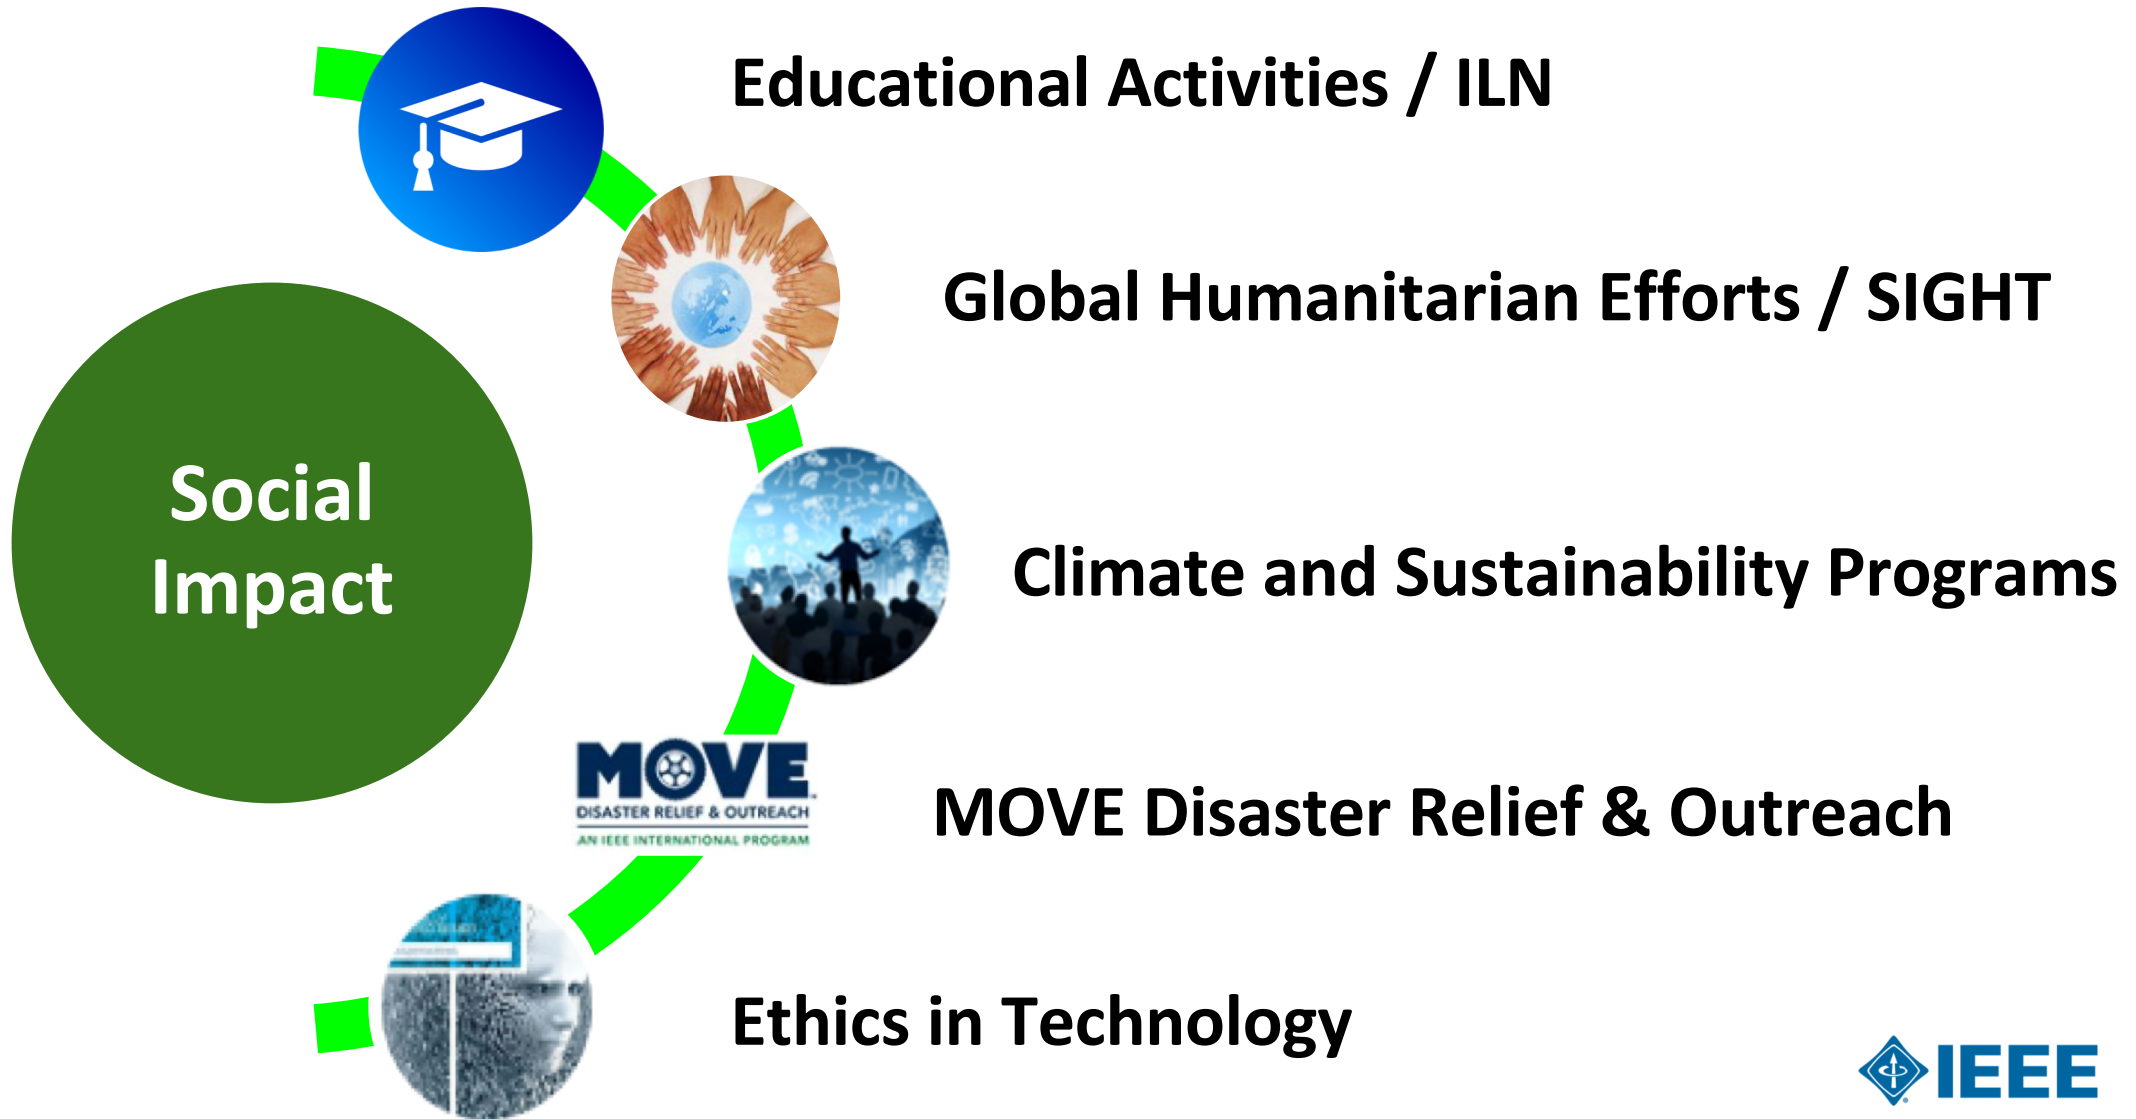 Educational Activities / ILN
Global Humanitarian Efforts / SIGHT
Social
Impact
Climate and Sustainability Programs
MOVE
DISASTER RELIEF & OUTREACH
AN IEEE INTERNATIONAL PROGRAM
MOVE Disaster Relief & Outreach
Ethics in Technology
IEEE